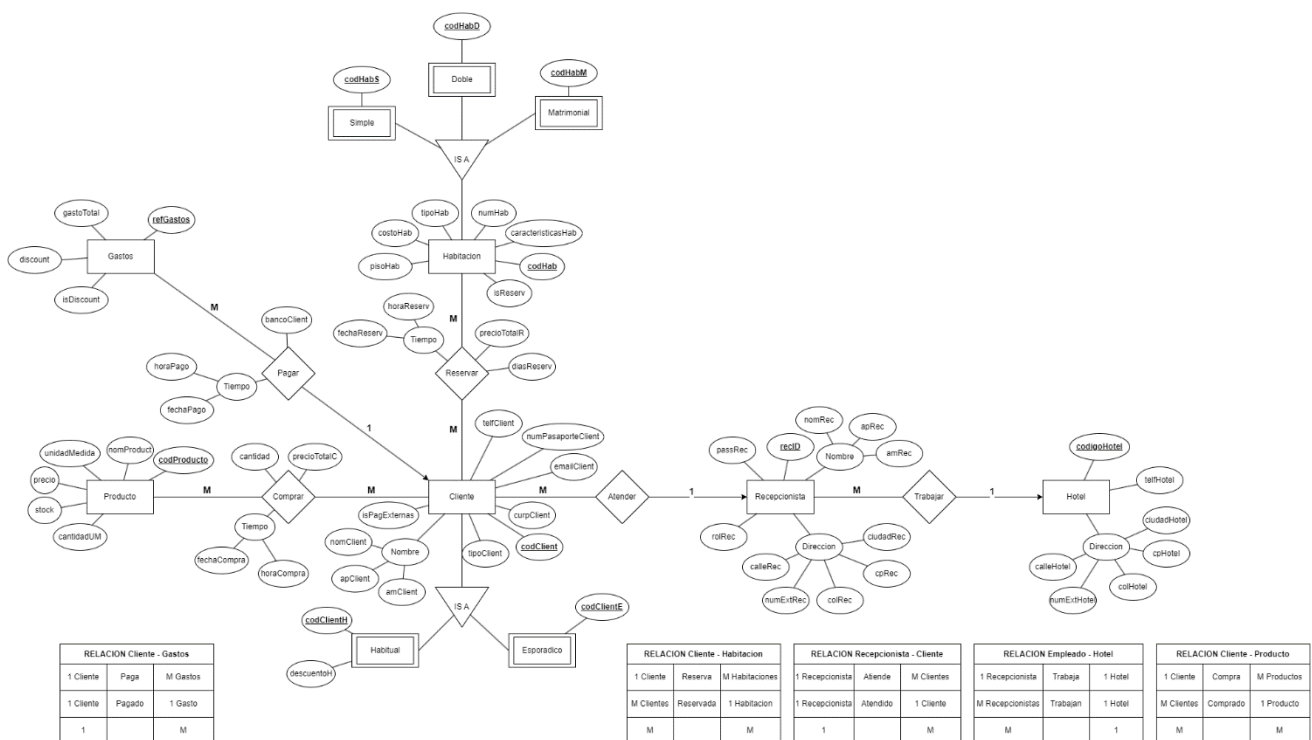 codHabD
codHabS
Doble
codHabM
Simple
Matrimonial
IS A
tipoHab
numHab
gastoTotal
refGastos
costoHab
caracteristicasHab
discount
Gastos
Habitacion
pisoHab
codHab
isDiscount
isReserv
horaReserv
M
M
bancoClient
fechaReserv
Tiempo
precioTotalR
horaPago
Pagar
Reservar
diasReserv
Tiempo
fechaPago
telfClient
nomRec
apRec
1
M
numPasaporteClient
unidadMedida
nomProduct
cantidad
precioTotalC
passRec
recID
Nombre
amRec
codigoHotel
codProducto
emailClient
precio
telfHotel
Producto
M
Comprar
M
Cliente
M
Atender
1
Recepcionista
M
Trabajar
1
Hotel
stock
isPagExternas
curpClient
Tiempo
ciudadHotel
cantidadUM
nomClient
codClient
rolRec
ciudadRec
Nombre
tipoClient
Direccion
Direccion
cpHotel
fechaCompra
calleRec
calleHotel
horaCompra
apClient
cpRec
colHotel
amClient
numExtRec
colRec
numExtHotel
IS A
codClientH
codClientE
Habitual
Esporadico
descuentoH
RELACION Cliente - Gastos
1 Cliente Paga M Gastos
1 Cliente Pagado 1 Gasto
1 M
RELACION Cliente - Habitacion
1 Cliente Reserva M Habitaciones
M Clientes Reservada 1 Habitacion
M M
RELACION Recepcionista - Cliente
1 Recepcionista Atiende M Clientes
1 Recepcionista Atendido 1 Cliente
1 M
RELACION Empleado - Hotel
1 Recepcionista Trabaja 1 Hotel
M Recepcionistas Trabajan 1 Hotel
M 1
RELACION Cliente - Producto
1 Cliente Compra M Productos
M Clientes Comprado 1 Producto
M M